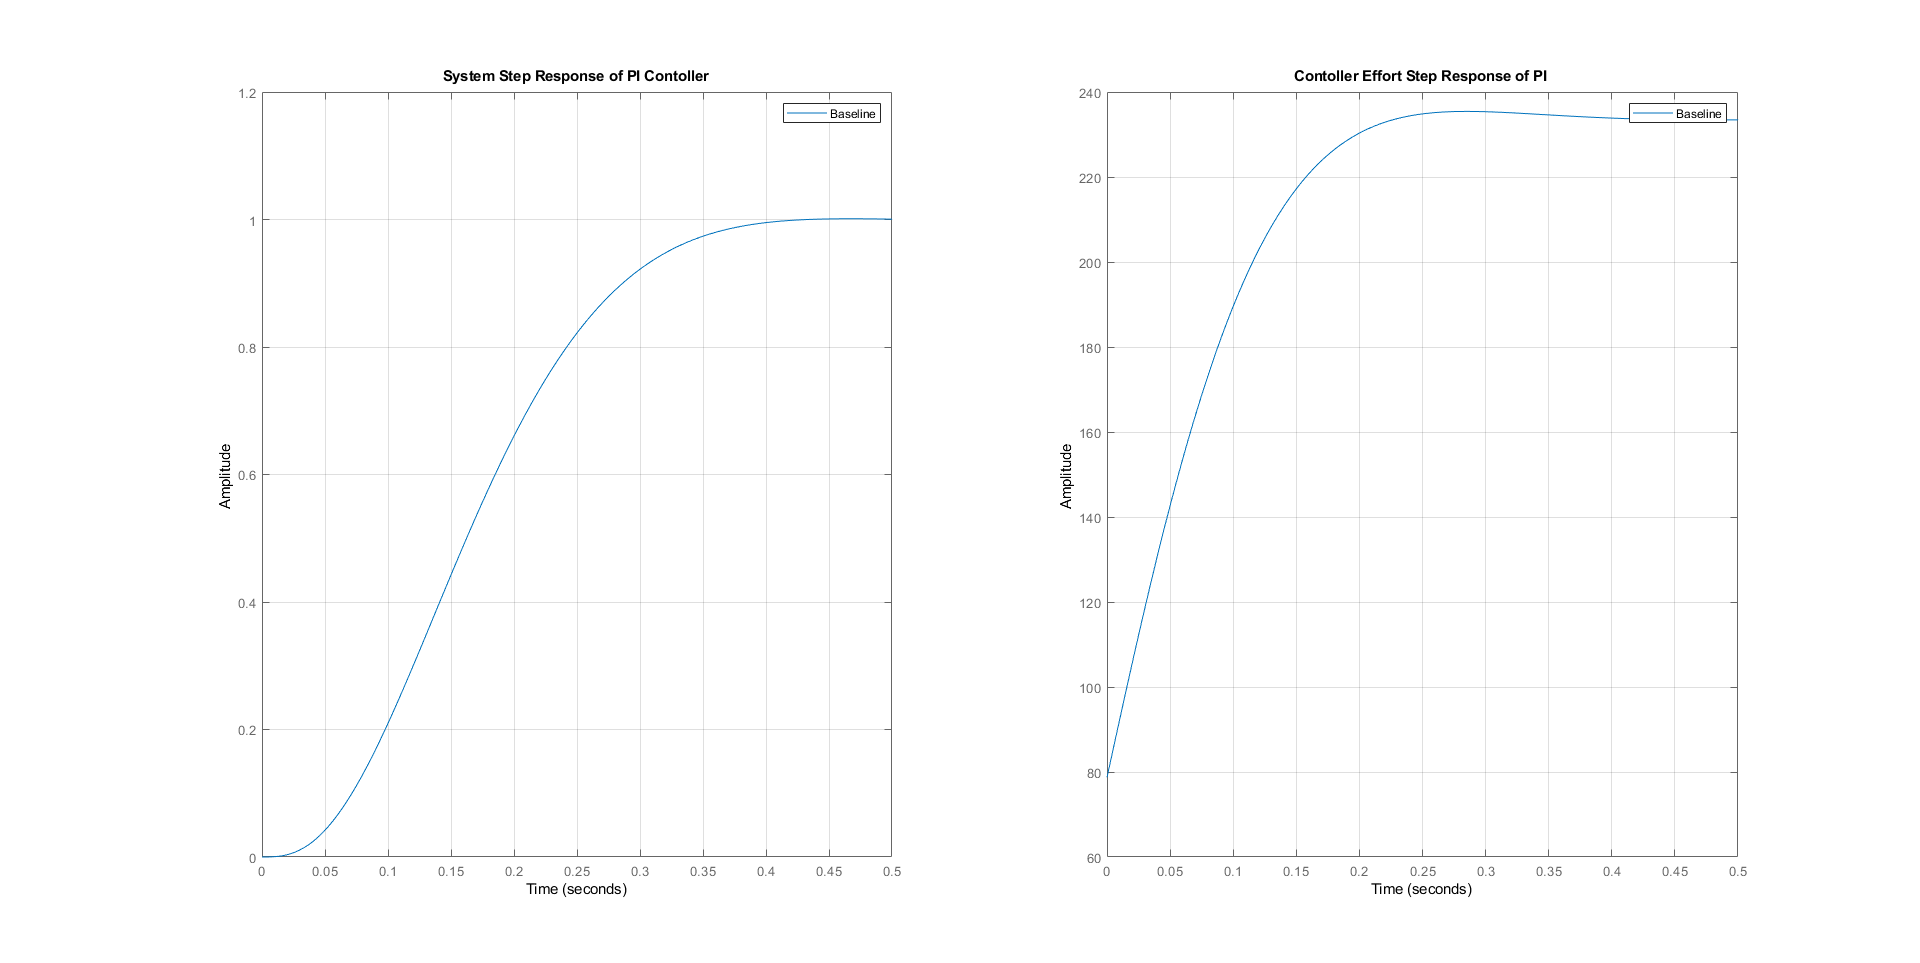 System Step Response of PI Contoller
1.2
1
0.8
0.6
0.4
0.2
0
Amplitude
Baseline
0 0.05 0.1 0.15 0.2 0.25 0.3 0.35 0.4 0.45 0.5
Time (seconds)
Contoller Effort Step Response of PI
240
220
200
180
160
140
120
100
80
60
Amplitude
Baseline
0 0.05 0.1 0.15 0.2 0.25 0.3 0.35 0.4 0.45 0.5
Time (seconds)